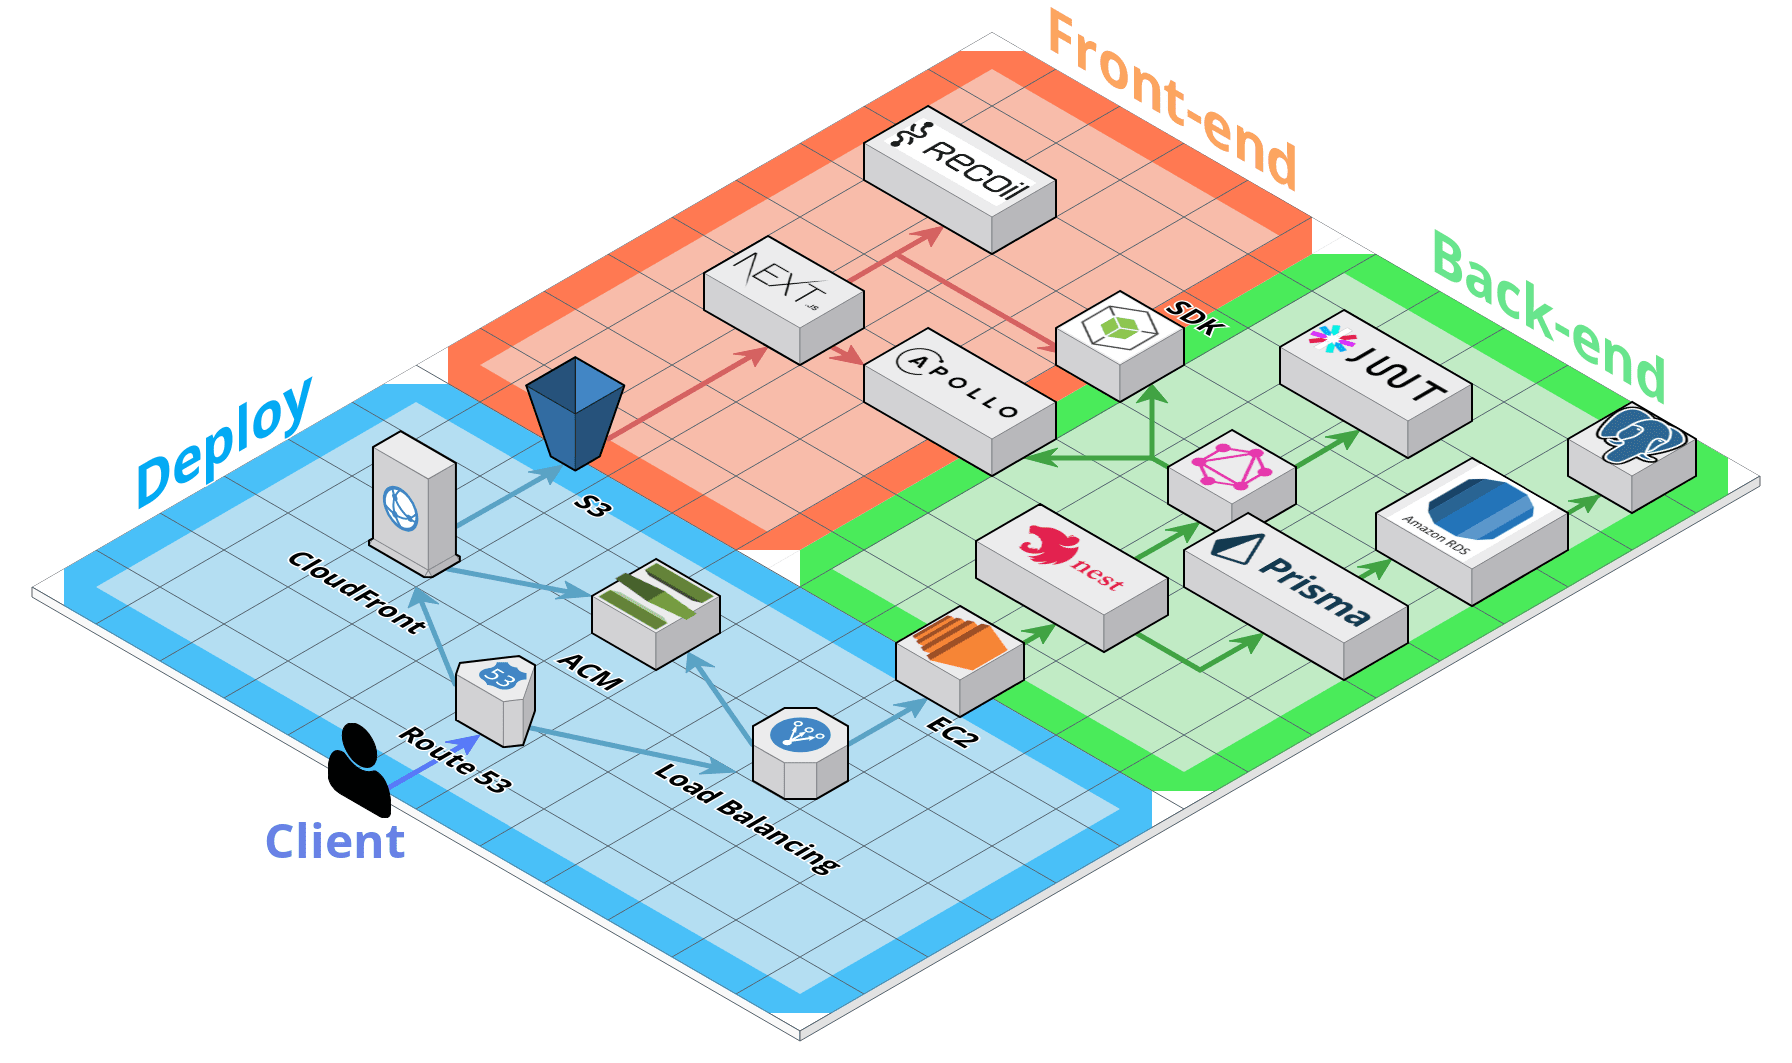 Front-end
Back-end
Deploy
Recoil
NEXT
.JS
SDK
APOLLO
JWT
S3
Amazon RDS
nest
Prisma
CloudFront
ACM
53
EC2
Route 53
Load Balancing
Client